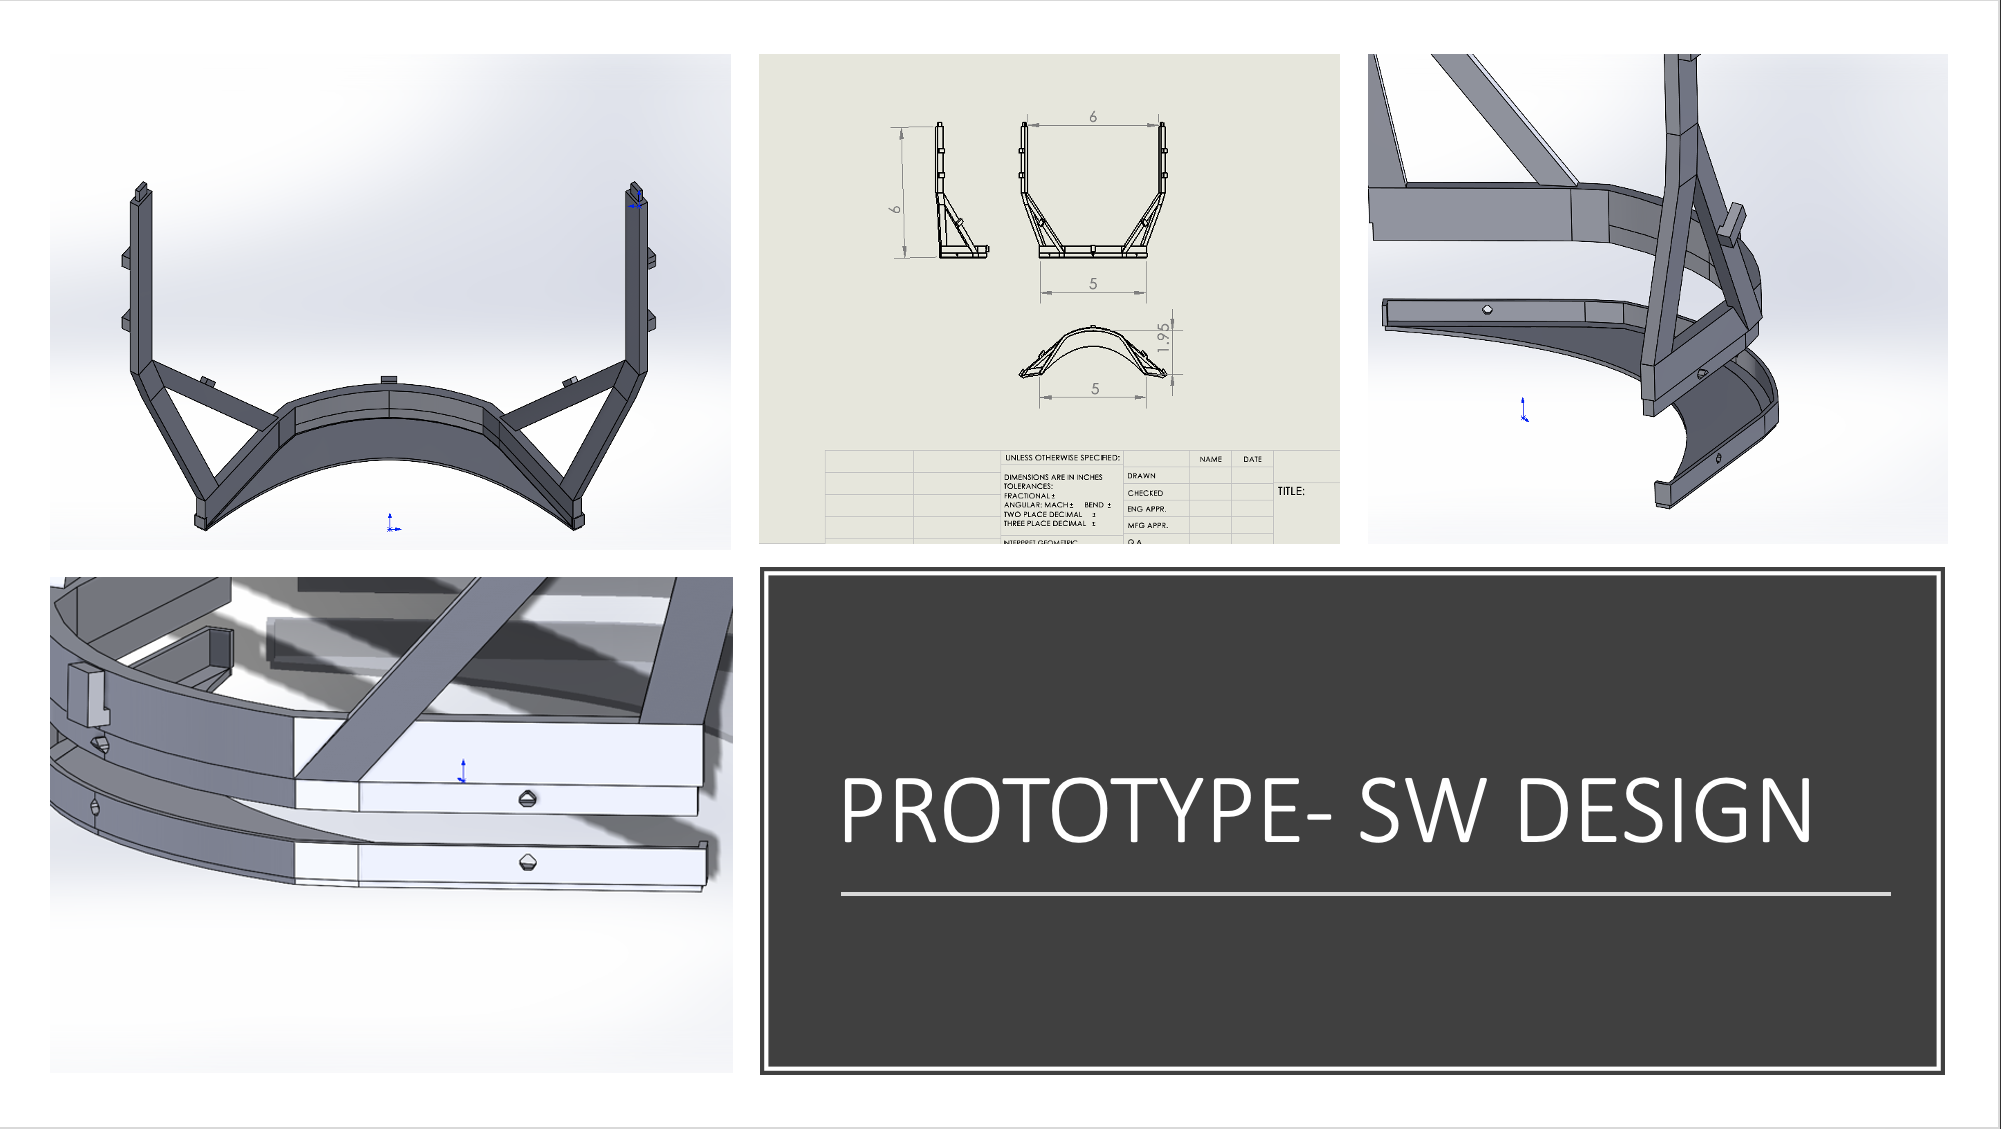 6
6
5
1.95
5
UNLESS OTHERWISE SPECIFIED:
NAME
DATE
DIMENSIONS ARE IN INCHES
TOLERANCES:
FRACTIONAL ±
ANGULAR: MACH ± BEND ±
TWO PLACE DECIMAL ±
THREE PLACE DECIMAL ±
DRAWN
CHECKED
ENG APPR.
MFG APPR.
TITLE:
INTERPRET GEOMETRIC
Q.A.
PROTOTYPE- SW DESIGN